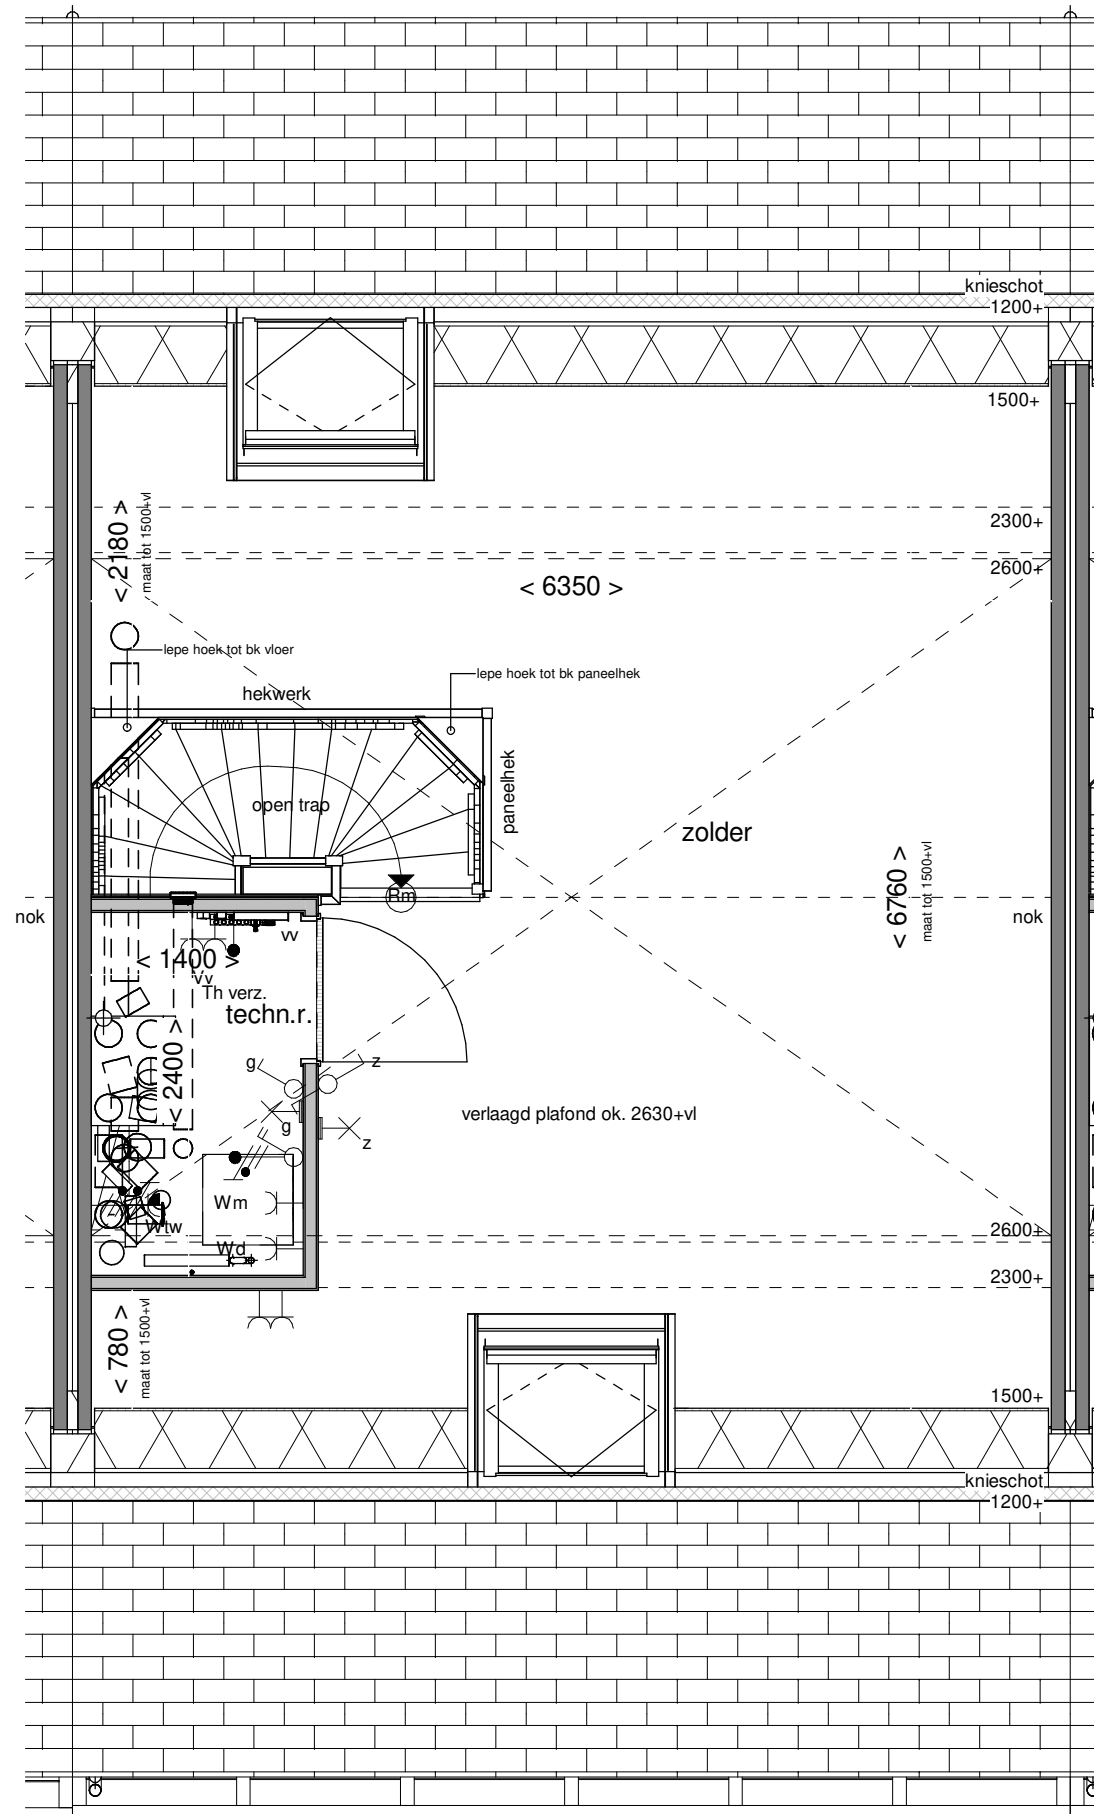 knieschot
1200+
1500+
< 2180 >
maat tot 1500+vl
2300+
2600+
< 6350 >
lepe hoek tot bk vloer
lepe hoek tot bk paneelhek
hekwerk
paneelhek
open trap
zolder
Rm
nok
< 6760 >
maat tot 1500+vl
nok
vv
< 1400 >
vv
Th verz.
techn.r.
< 2400 >
g
z
g
z
verlaagd plafond ok. 2630+vl
Wm
Wtw
Wd
2600+
2300+
< 780 >
maat tot 1500+vl
1500+
knieschot
1200+